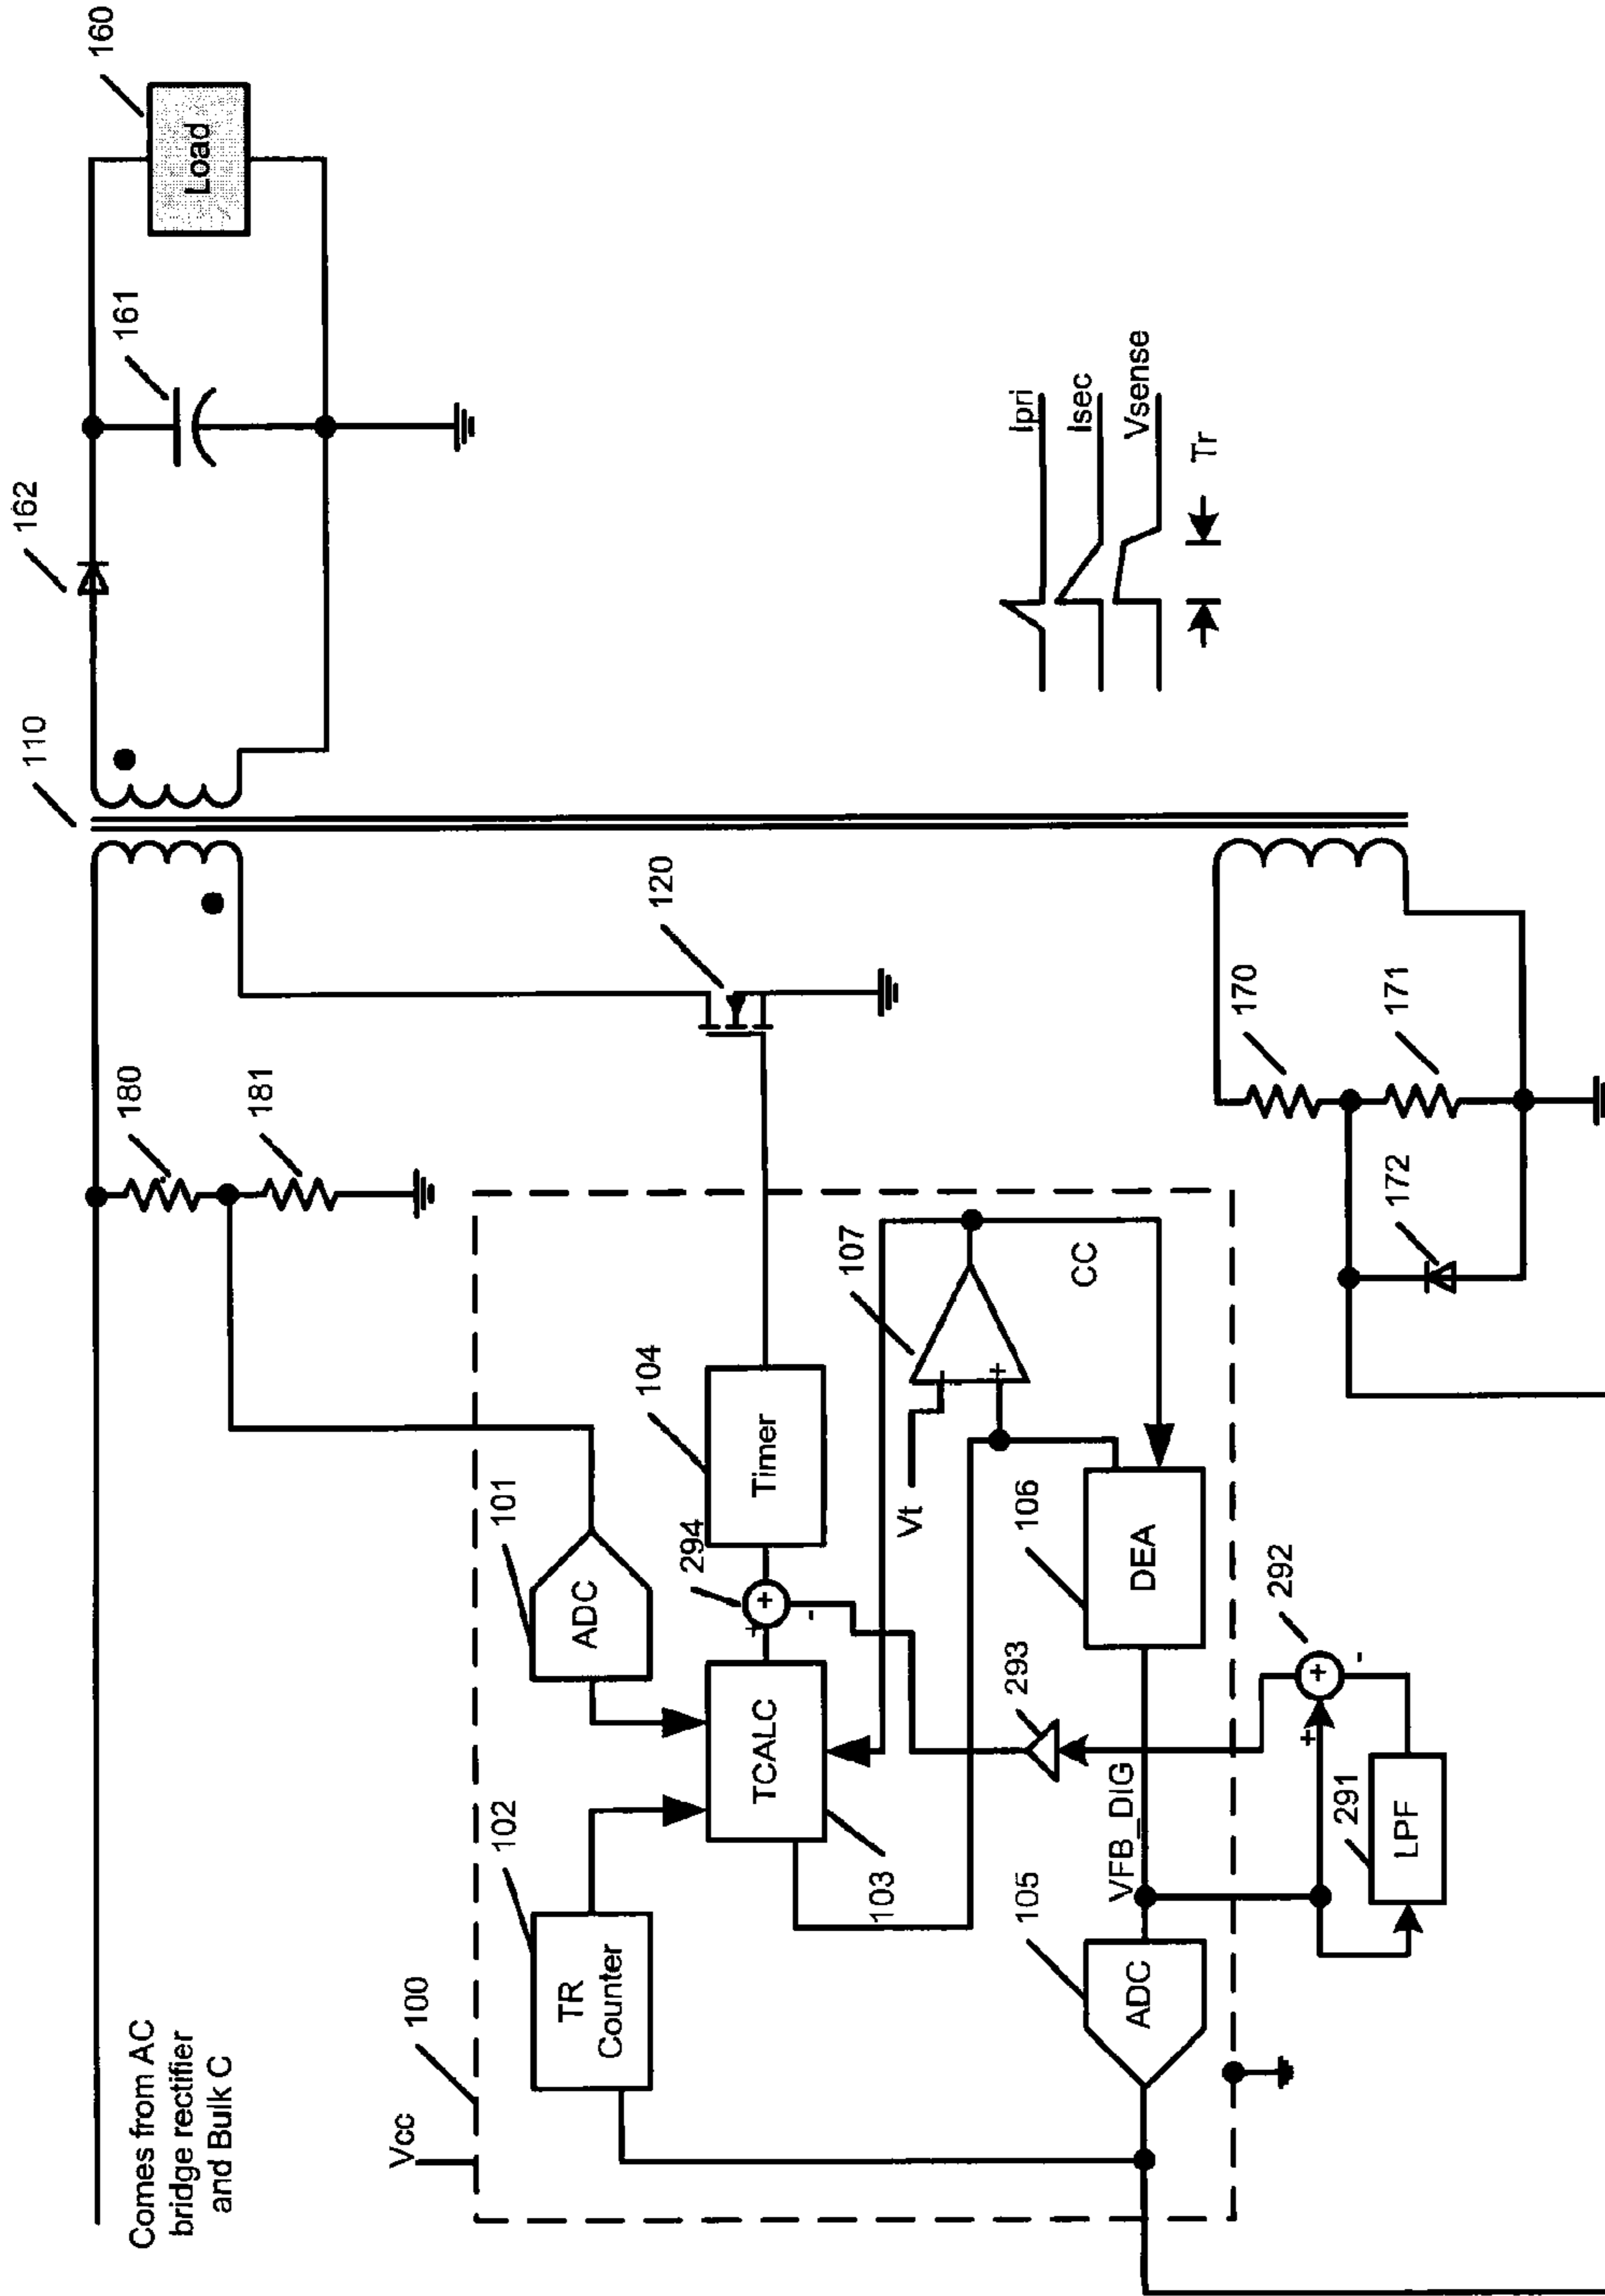 Comes from AC
bridge rectifier
and Bulk C
110
162
161
160
Load
180
181
Vcc
100
102
TR
Counter
101
ADC
294
104
Timer
120
TCALC
103
107
Vt
+
-
CC
Ipri
Isec
Vsense
Tr
105
ADC
VFB_DIG
293
106
DEA
170
171
172
+
-
+
+
-
+
291
LPF
292